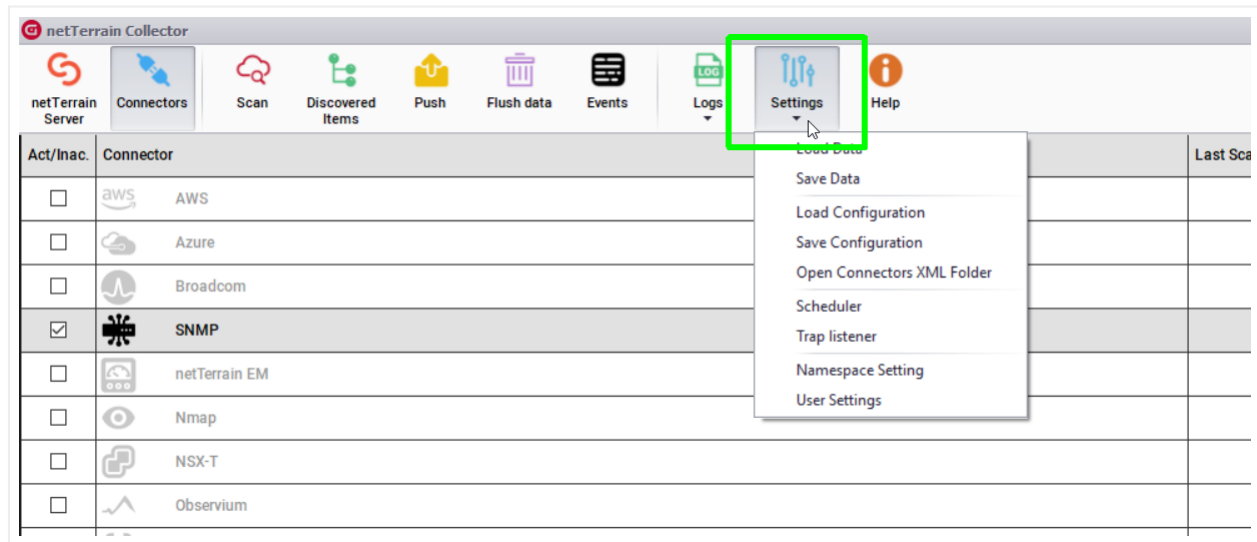 netTerrain Collector
netTerrain Server
Connectors
Scan
Discovered Items
Push
Flush data
Events
LOG
Logs
Settings
Help
Act/Inac.
Connector
Last Sca
Load Data
Save Data
Load Configuration
Save Configuration
Open Connectors XML Folder
Scheduler
Trap listener
Namespace Setting
User Settings
aws
AWS
Azure
Broadcom
SNMP
netTerrain EM
Nmap
NSX-T
Observium